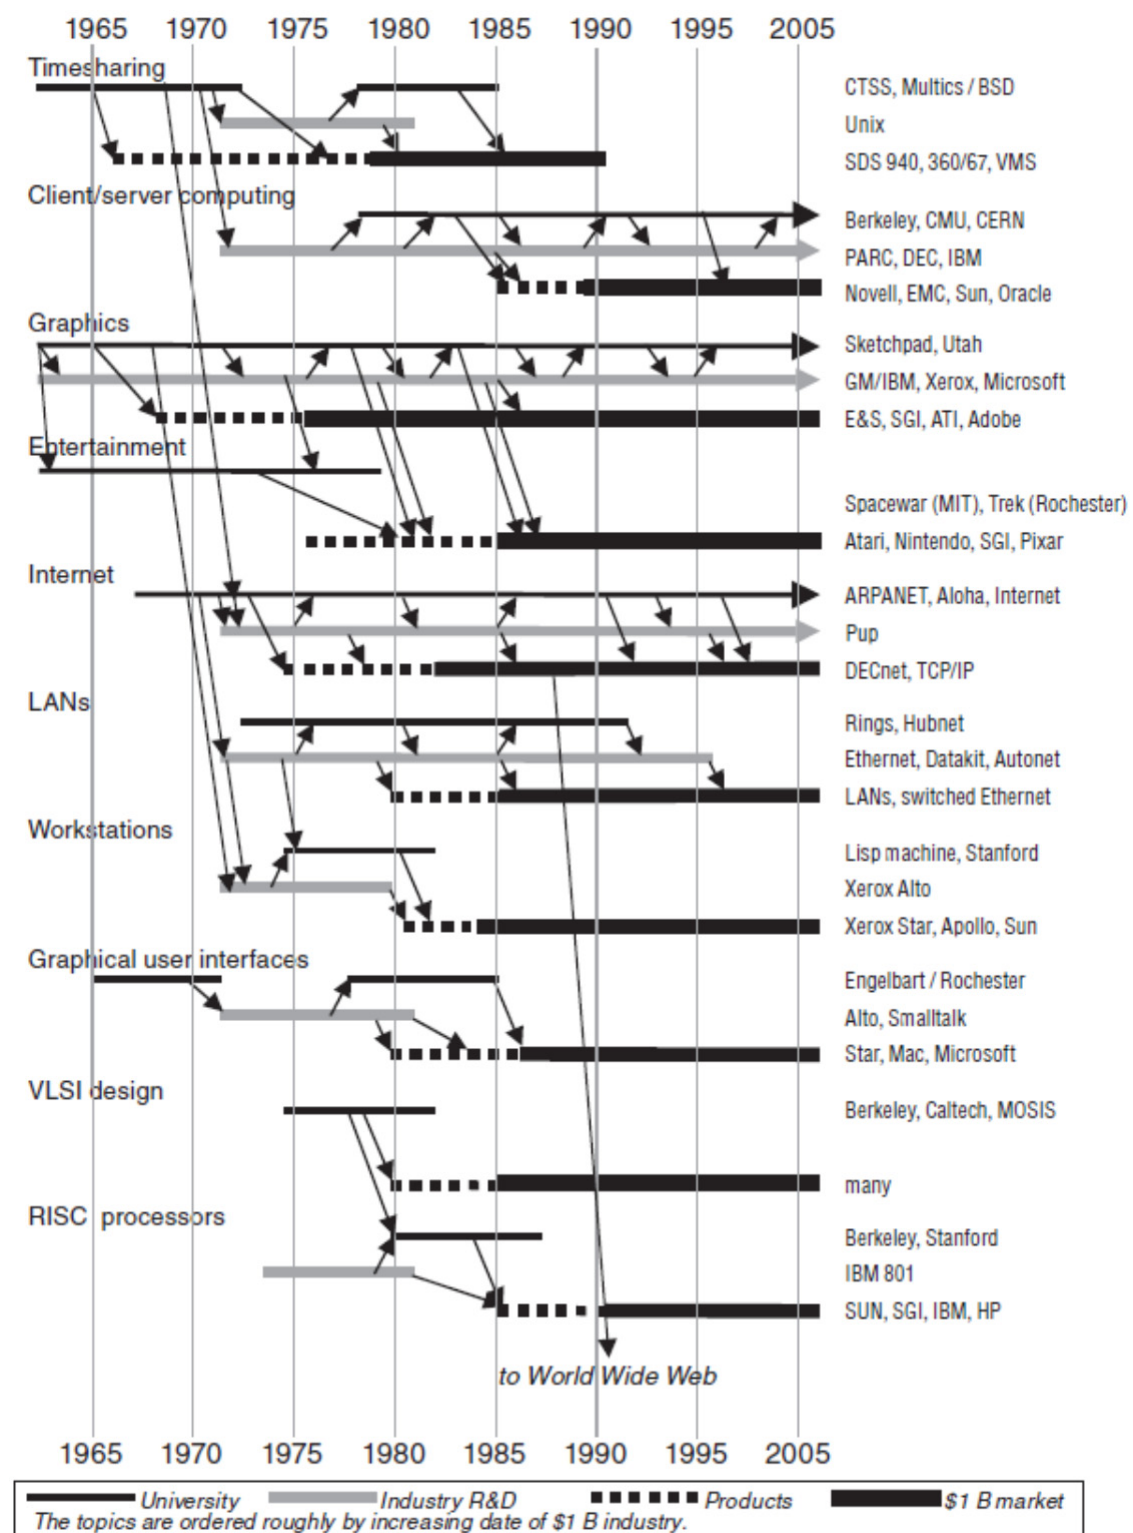 1965 1970 1975 1980 1985 1990 1995 2005
Timesharing
CTSS, Multics / BSD
Unix
SDS 940, 360/67, VMS
Client/server computing
Berkeley, CMU, CERN
PARC, DEC, IBM
Novell, EMC, Sun, Oracle
Graphics
Sketchpad, Utah
GM/IBM, Xerox, Microsoft
E&S, SGI, ATI, Adobe
Entertainment
Spacewar (MIT), Trek (Rochester)
Atari, Nintendo, SGI, Pixar
Internet
ARPANET, Aloha, Internet
Pup
DECnet, TCP/IP
LANs
Rings, Hubnet
Ethernet, Datakit, Autonet
LANs, switched Ethernet
Workstations
Lisp machine, Stanford
Xerox Alto
Xerox Star, Apollo, Sun
Graphical user interfaces
Engelbart / Rochester
Alto, Smalltalk
Star, Mac, Microsoft
VLSI design
Berkeley, Caltech, MOSIS
many
RISC processors
Berkeley, Stanford
IBM 801
SUN, SGI, IBM, HP
to World Wide Web
1965 1970 1975 1980 1985 1990 1995 2005
University Industry R&D Products $1 B market
The topics are ordered roughly by increasing date of $1 B industry.